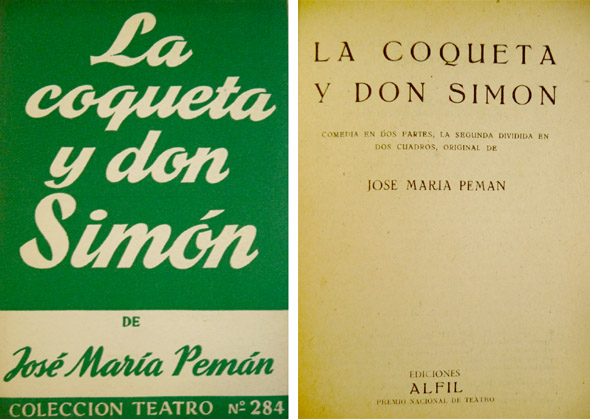 La
coqueta
y don
Simón
DE
José María Pemán
COLECCION TEATRO Nº 284
LA COQUETA
Y DON SIMON
COMEDIA EN DOS PARTES, LA SEGUNDA DIVIDIDA EN
DOS CUADROS, ORIGINAL DE
JOSE MARIA PEMAN
EDICIONES
ALFIL
PREMIO NACIONAL DE TEATRO